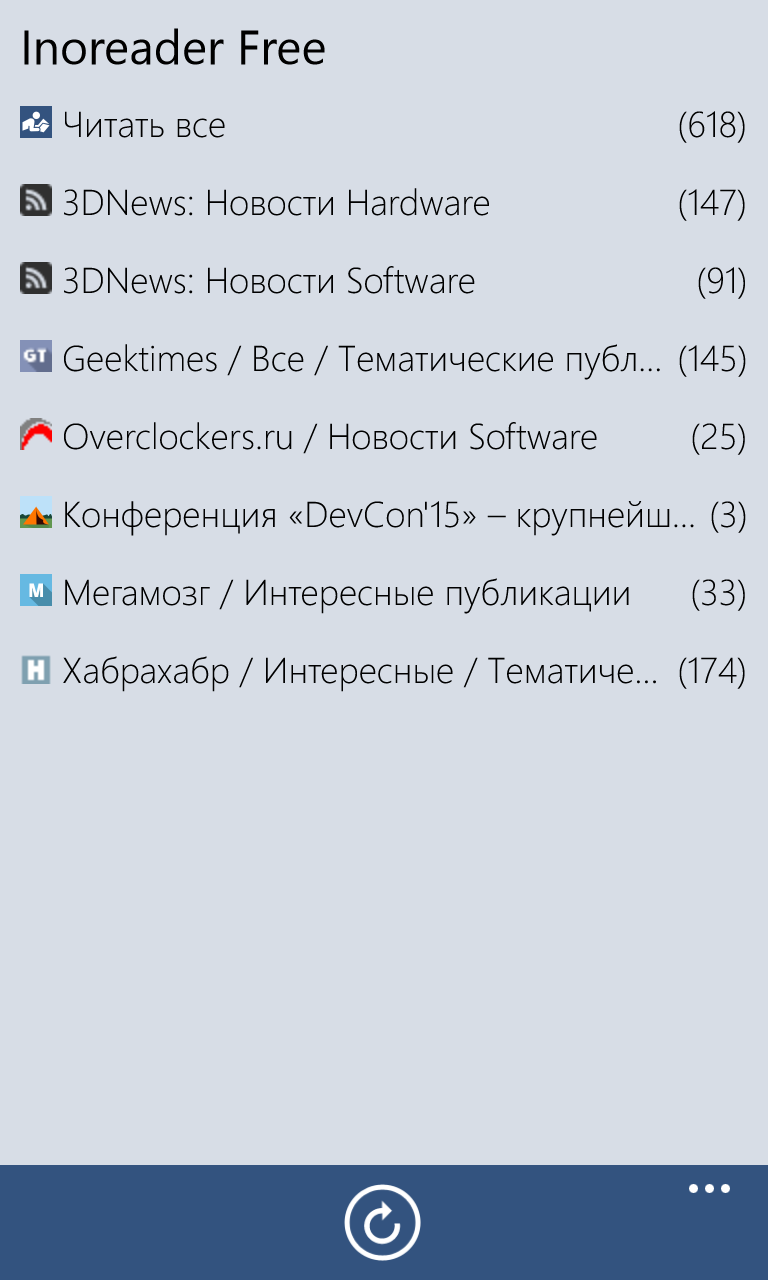 Inoreader Free
Читать все (618)
3DNews: Новости Hardware (147)
3DNews: Новости Software (91)
GT Geektimes / Все / Тематические публ... (145)
Overclockers.ru / Новости Software (25)
Конференция «DevCon'15» – крупнейш... (3)
M Мегамозг / Интересные публикации (33)
H Хабрахабр / Интересные / Тематиче... (174)